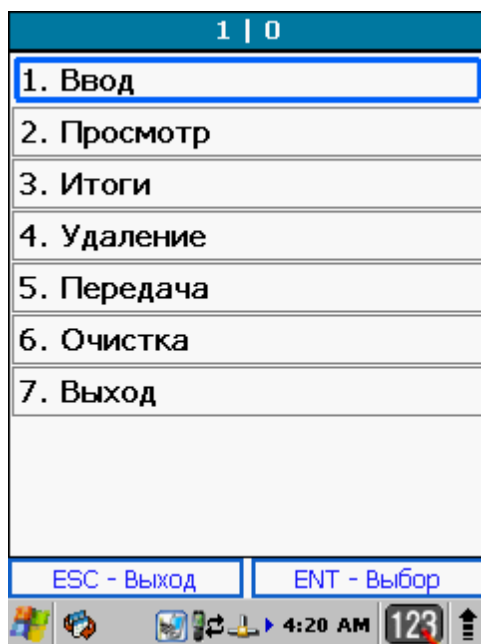 1 | 0
1. Ввод
2. Просмотр
3. Итоги
4. Удаление
5. Передача
6. Очистка
7. Выход
ESC - Выход ENT - Выбор
4:20 AM 123